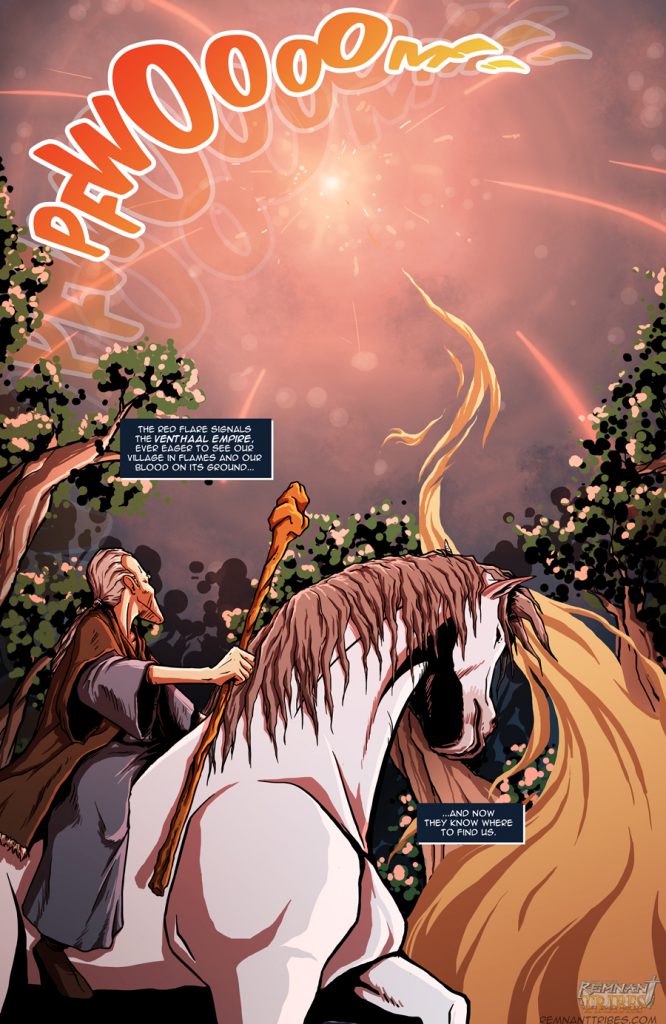 PFWOOOOOM
THE RED FLARE SIGNALS
THE VENTHAAL EMPIRE,
EVER EAGER TO SEE OUR
VILLAGE IN FLAMES AND OUR
BLOOD ON ITS GROUND...
...AND NOW
THEY KNOW WHERE
TO FIND US.
REMNANT
TRIBES
REMNANTTRIBES.COM